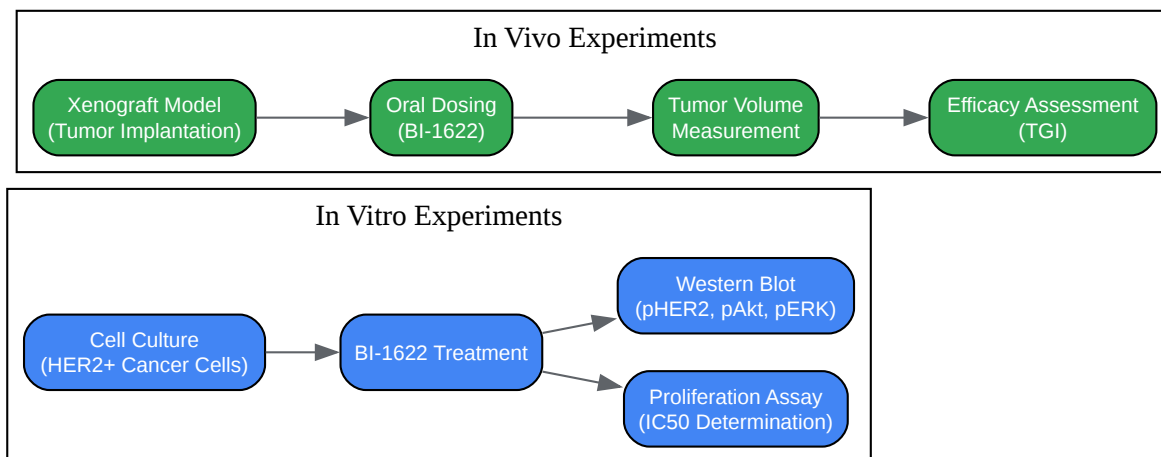 In Vivo Experiments
Xenograft Model
(Tumor Implantation)
Oral Dosing
(BI-1622)
Tumor Volume
Measurement
Efficacy Assessment
(TGI)
In Vitro Experiments
Cell Culture
(HER2+ Cancer Cells)
BI-1622 Treatment
Western Blot
(pHER2, pAkt, pERK)
Proliferation Assay
(IC50 Determination)